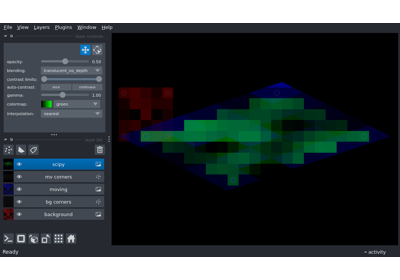 File View Layers Plugins Window Help
opacity: 0.50
blending: translucent_no_depth
contrast limits:
auto-contrast: once continuous
gamma: 1.00
colormap: green
interpolation: nearest
scipy
mv corners
moving
bg corners
background
Ready
activity